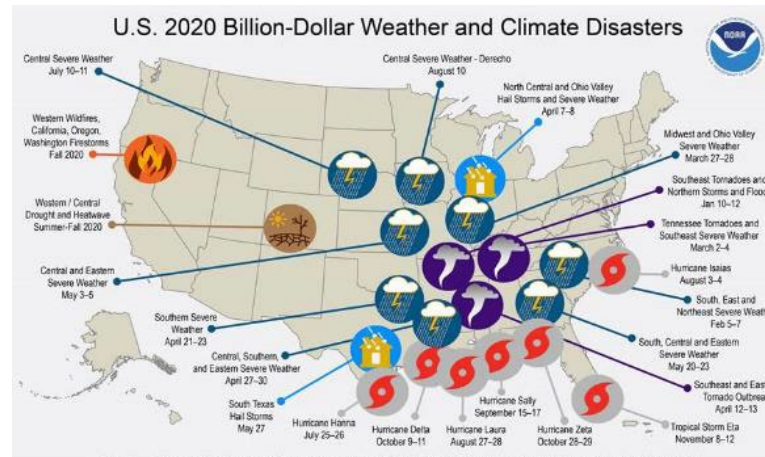 U.S. 2020 Billion-Dollar Weather and Climate Disasters
NOAA
Central Severe Weather
July 10–11
Central Severe Weather - Derecho
August 10
North Central and Ohio Valley
Hail Storms and Severe Weather
April 7–8
Western Wildfires,
California, Oregon,
Washington Firestorms
Fall 2020
Midwest and Ohio Valley
Severe Weather
March 27–28
Southeast Tornadoes and
Northern Storms and Flood
Jan 10–12
Western / Central
Drought and Heatwave
Summer-Fall 2020
Tennessee Tornadoes and
Southeast Severe Weather
March 2–4
Central and Eastern
Severe Weather
May 3–5
Hurricane Isaias
August 3–4
South, East and
Northeast Severe Weath
Feb 5–7
Southern Severe
Weather
April 21–23
South, Central and Eastern
Severe Weather
May 20–23
Central, Southern,
and Eastern Severe Weather
April 27–30
Southeast and East
Tornado Outbrea
April 12–13
South Texas
Hail Storms
May 27
Hurricane Hanna
July 25–26
Hurricane Delta
October 9–11
Hurricane Laura
August 27–28
Hurricane Sally
September 15–17
Hurricane Zeta
October 28–29
Tropical Storm Eta
November 8–12